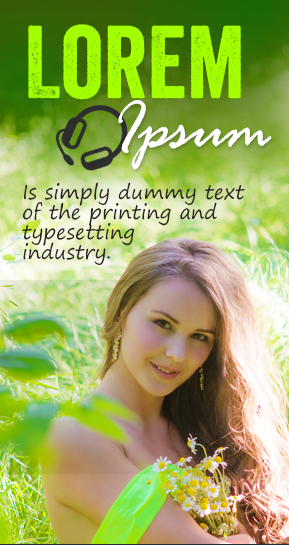 LOREM
Ipsum
Is simply dummy text
of the printing and
typesetting
industry.